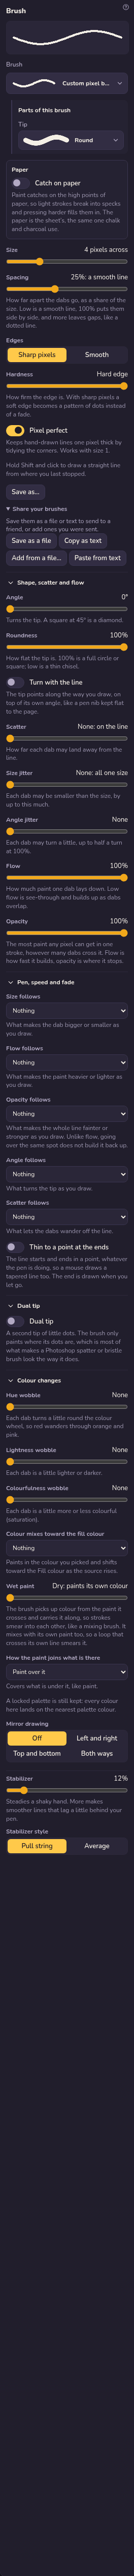 Brush
Brush
Custom pixel b...
Parts of this brush
Tip
Round
Paper
Catch on paper
Paint catches on the high points of
paper, so light strokes break into specks
and pressing harder fills them in. The
paper is the sheet's, the same one chalk
and charcoal use.
Size
4 pixels across
Spacing
25%: a smooth line
How far apart the dabs go, as a share of its
size. Low is a smooth line, 100% puts them
side by side, and more leaves gaps, like a
dotted line.
Edges
Sharp pixels
Smooth
Hardness
Hard edge
How firm the edge is. With sharp pixels a
soft edge becomes a pattern of dots instead
of a fade.
Pixel perfect
Keeps hand-drawn lines one pixel thick by
tidying the corners. Works with size 1.
Hold Shift and click to draw a straight line
from where you last stopped.
Save as...
▼ Share your brushes
Save them as a file or text to send to a
friend, or add ones you were sent.
Save as a file
Copy as text
Add from a file...
Paste from text
Shape, scatter and flow
Angle
0°
Turns the tip. A square at 45° is a diamond.
Roundness
100%
How flat the tip is. 100% is a full circle or
square; low is a thin chisel.
Turn with the line
The tip points along the way you draw, on
top of its own angle, like a pen nib kept flat
to the page.
Scatter
None: on the line
How far each dab may land away from the
line.
Size jitter
None: all one size
Each dab may be smaller than the size, by
up to this much.
Angle jitter
None
Each dab may turn a little, up to half a turn
at 100%.
Flow
100%
How much paint one dab lays down. Low
flow is see-through and builds up as dabs
overlap.
Opacity
100%
The most paint any pixel can get in one
stroke, however many dabs cross it. Flow is
how fast it builds, opacity is where it stops.
Pen, speed and fade
Size follows
Nothing
What makes the dab bigger or smaller as
you draw.
Flow follows
Nothing
What makes the paint heavier or lighter as
you draw.
Opacity follows
Nothing
What makes the whole line fainter or
stronger as you draw. Unlike flow, going
over the same spot does not build it back up.
Angle follows
Nothing
What turns the tip as you draw.
Scatter follows
Nothing
What lets the dabs wander off the line.
Thin to a point at the ends
The line starts and ends in a point, whatever
the pen is doing, so a mouse draws a
tapered line too. The end is drawn when you
let go.
Dual tip
Dual tip
A second tip of little dots. The brush only
paints where its dots are, which is most of
what makes a Photoshop spatter or bristle
brush look the way it does.
Colour changes
Hue wobble
None
Each dab turns a little round the colour
wheel, so red wanders through orange and
pink.
Lightness wobble
None
Each dab is a little lighter or darker.
Colourfulness wobble
None
Each dab is a little more or less colourful
(saturation).
Colour mixes toward the fill colour
Nothing
Paints in the colour you picked and shifts
toward the Fill colour as the source rises.
Wet paint
Dry: paints its own colour
The brush picks up colour from the paint it
crosses and carries it along, so strokes
smear into each other, like a mixing brush. It
mixes with its own paint too, so a loop that
crosses its own line smears it.
How the paint joins what is there
Paint over it
Covers what is under it, like paint.
A locked palette is still kept: every colour
here lands on the nearest palette colour.
Mirror drawing
Off
Left and right
Top and bottom
Both ways
Stabilizer
12%
Steadies a shaky hand. More makes
smoother lines that lag a little behind your
pen.
Stabilizer style
Pull string
Average